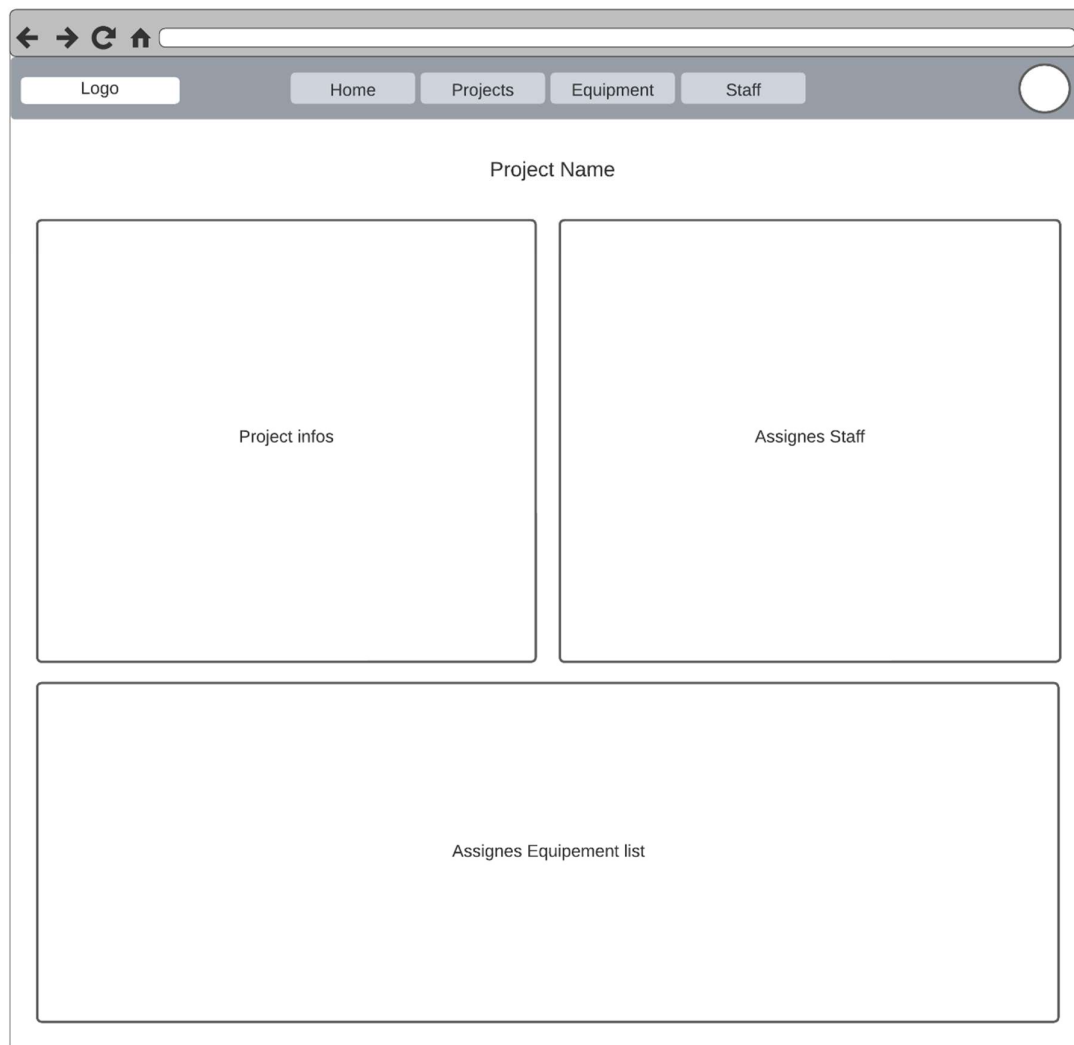 Logo
Home
Projects
Equipment
Staff
Project Name
Project infos
Assignes Staff
Assignes Equipement list